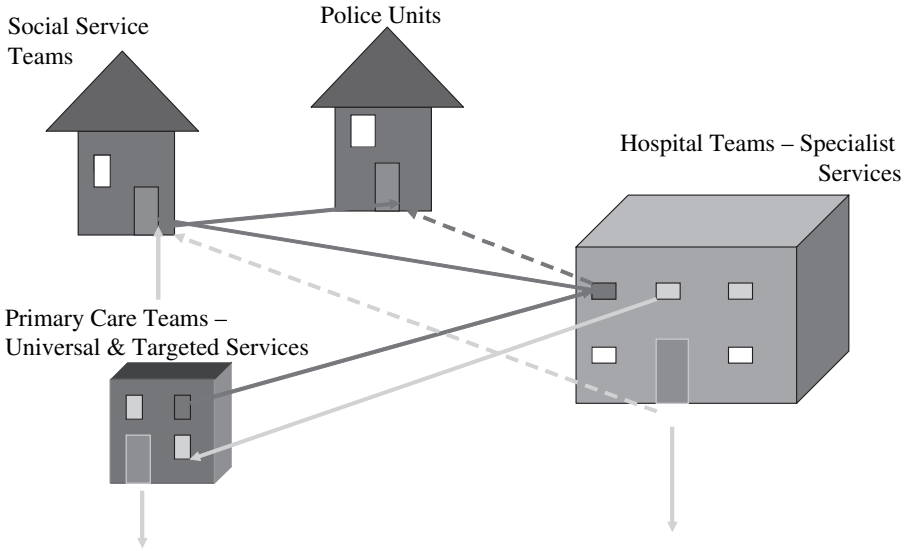 Social Service
Teams
Police Units
Hospital Teams – Specialist
Services
Primary Care Teams –
Universal & Targeted Services